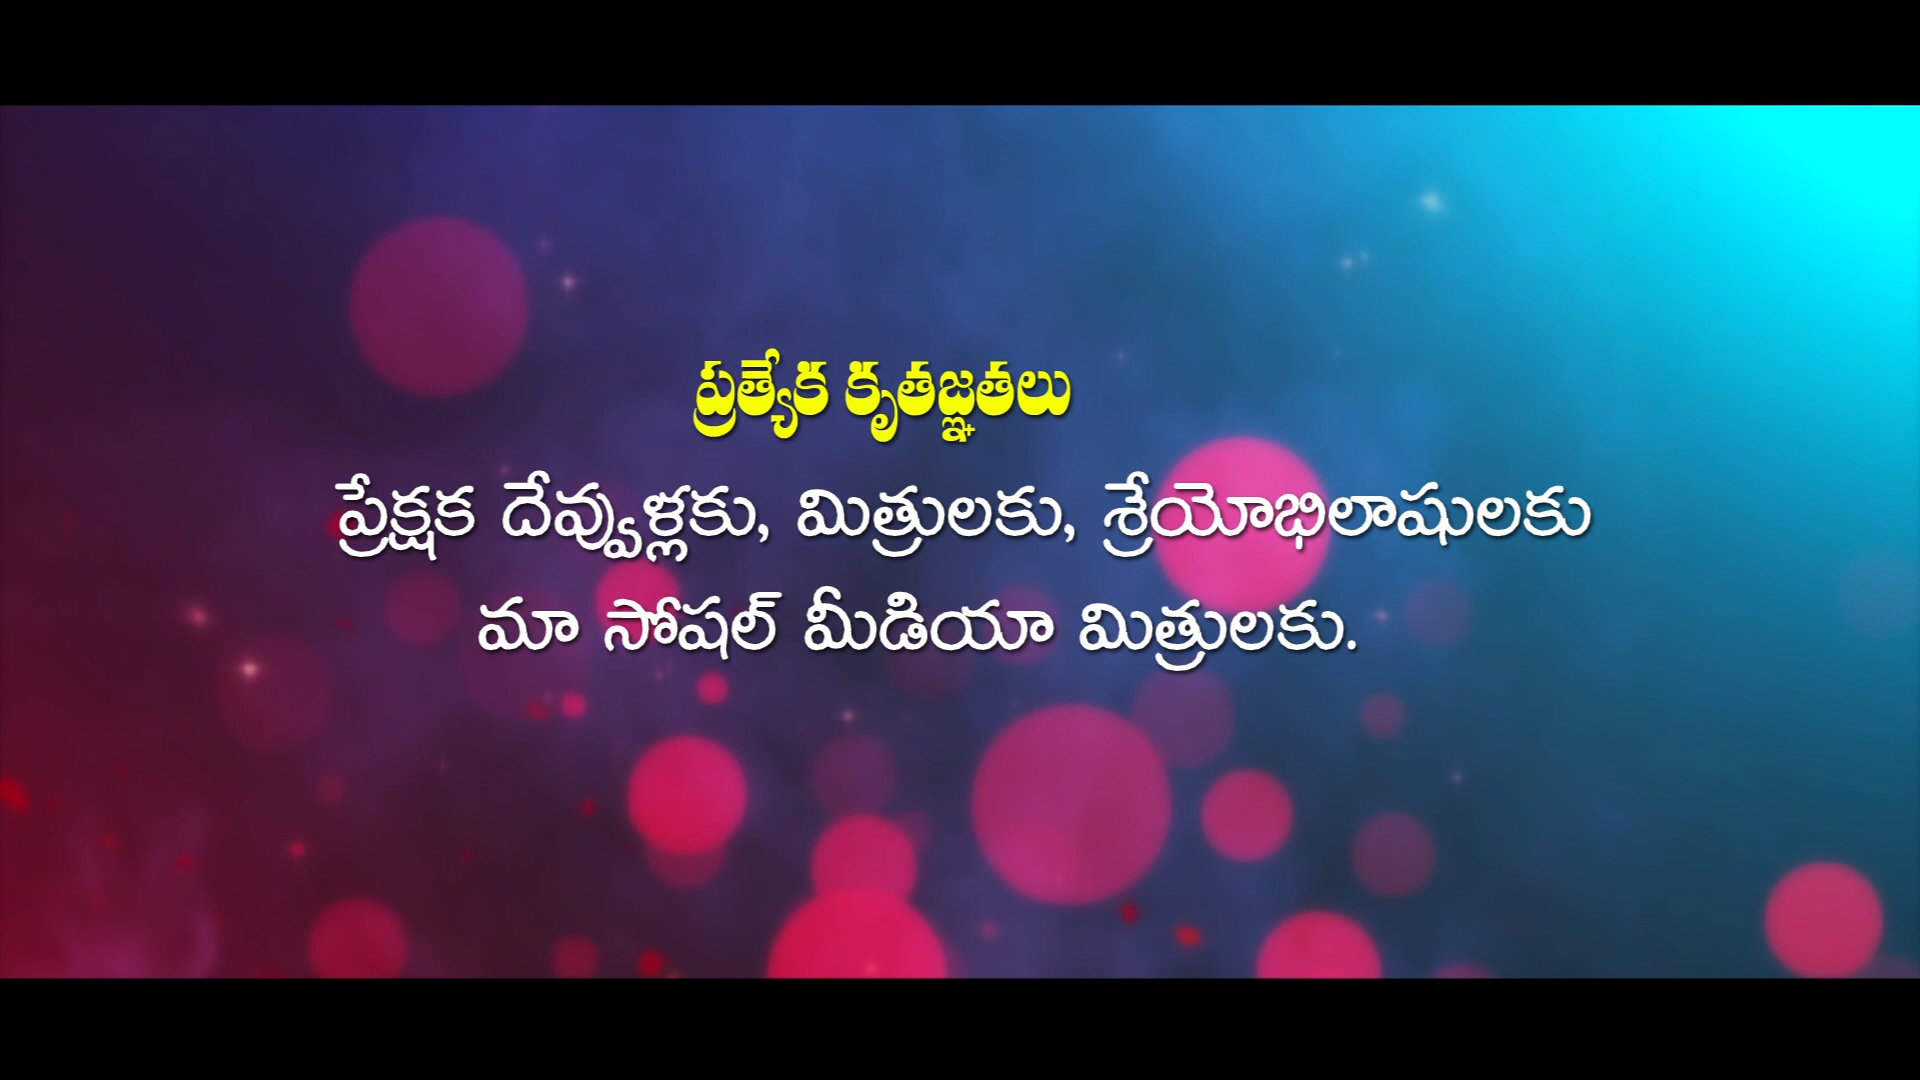 ప్రత్యేక కృతజ్ఞతలు
ప్రేక్షక దేవ్వుళ్లకు, మిత్రులకు, శ్రేయోభిలాషులకు
మా సోషల్ మీడియా మిత్రులకు.